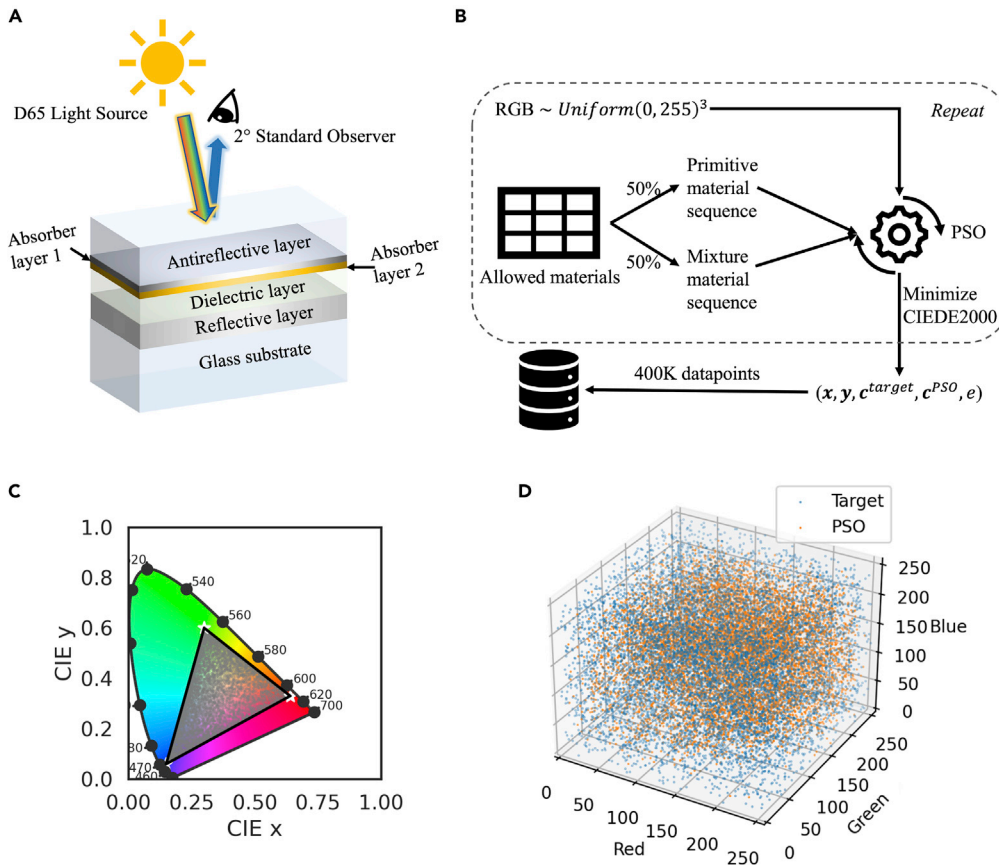 A
D65 Light Source
2° Standard Observer
Absorber
layer 1
Antireflective layer
Absorber
layer 2
Dielectric layer
Reflective layer
Glass substrate
B
RGB ~ Uniform(0, 255)³
Repeat
Allowed materials
50%
Primitive
material
sequence
50%
Mixture
material
sequence
PSO
Minimize
CIEDE2000
400K datapoints
(x, y, c^target, c^PSO, e)
C
1.0
0.8
0.6
0.4
0.2
0.0
CIE y
0.00 0.25 0.50 0.75 1.00
CIE x
20
540
560
580
600
620
700
80
470
460
D
Target
PSO
250
200
150
100
50
0
Blue
0
50
100
150
200
250
Red
0
50
100
150
200
250
Green